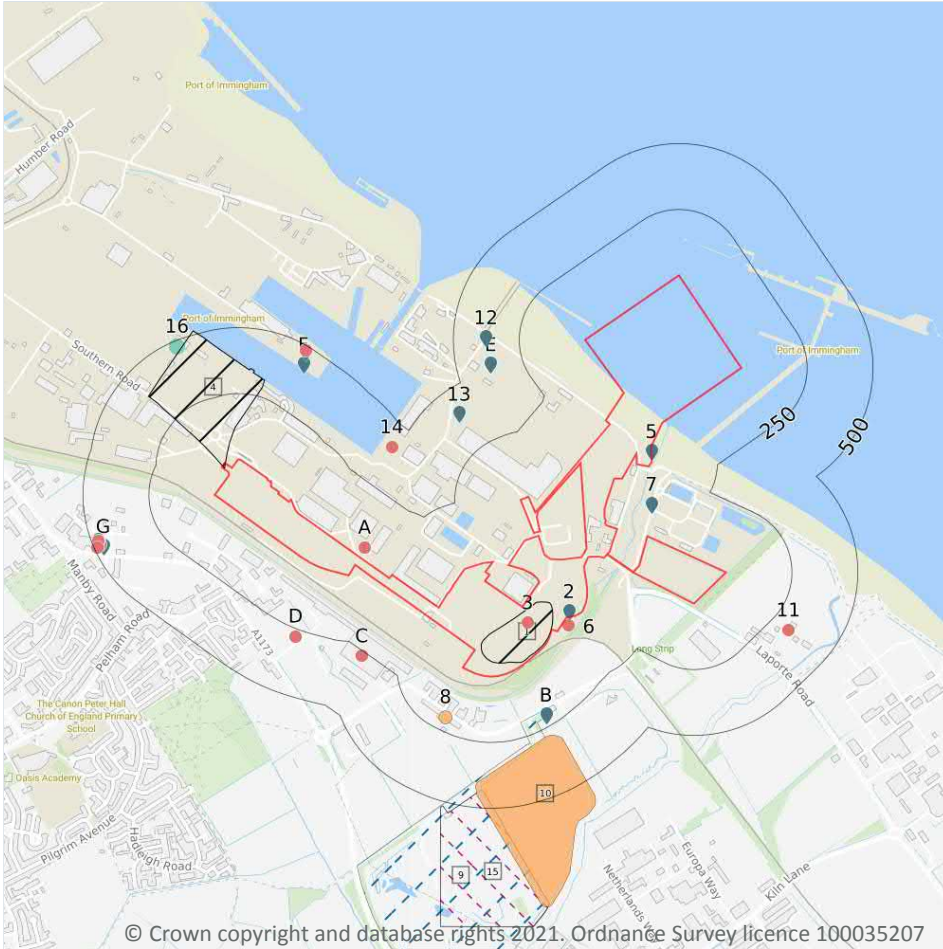 Port of Immingham
Humber Road
12
16
Port of Immingham
F
E
Southern Road
Port of Immingham
4
13
250
500
14
5
7
G
A
Manby Road
2
3
1
6
11
Pelham Road
D
A1173
C
Long Strip
Laporte Road
The Canon Peter Hall
Church of England Primary
School
8
B
Oasis Academy
10
Pilgrim Avenue
Hadleigh Road
9
15
Europa Way
Kiln Lane
Netherlands
© Crown copyright and database rights 2021. Ordnance Survey licence 100035207